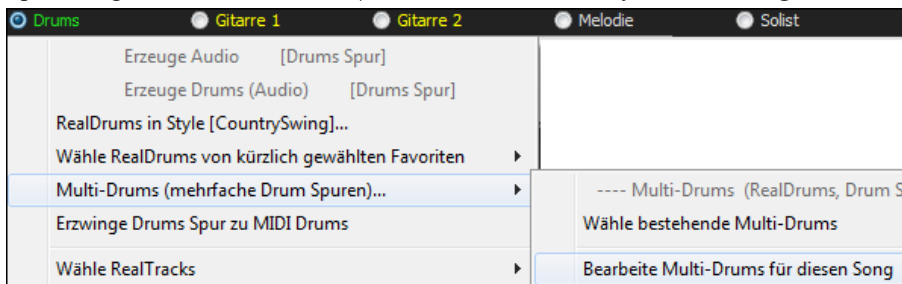 Drums Gitarre 1 Gitarre 2 Melodie Solist
Erzeuge Audio [Drums Spur]
Erzeuge Drums (Audio) [Drums Spur]
RealDrums in Style [CountrySwing]...
Wähle RealDrums von kürzlich gewählten Favoriten
Multi-Drums (mehrfache Drum Spuren)...
Erzwinge Drums Spur zu MIDI Drums
Wähle RealTracks
---- Multi-Drums (RealDrums, Drum S
Wähle bestehende Multi-Drums
Bearbeite Multi-Drums für diesen Song